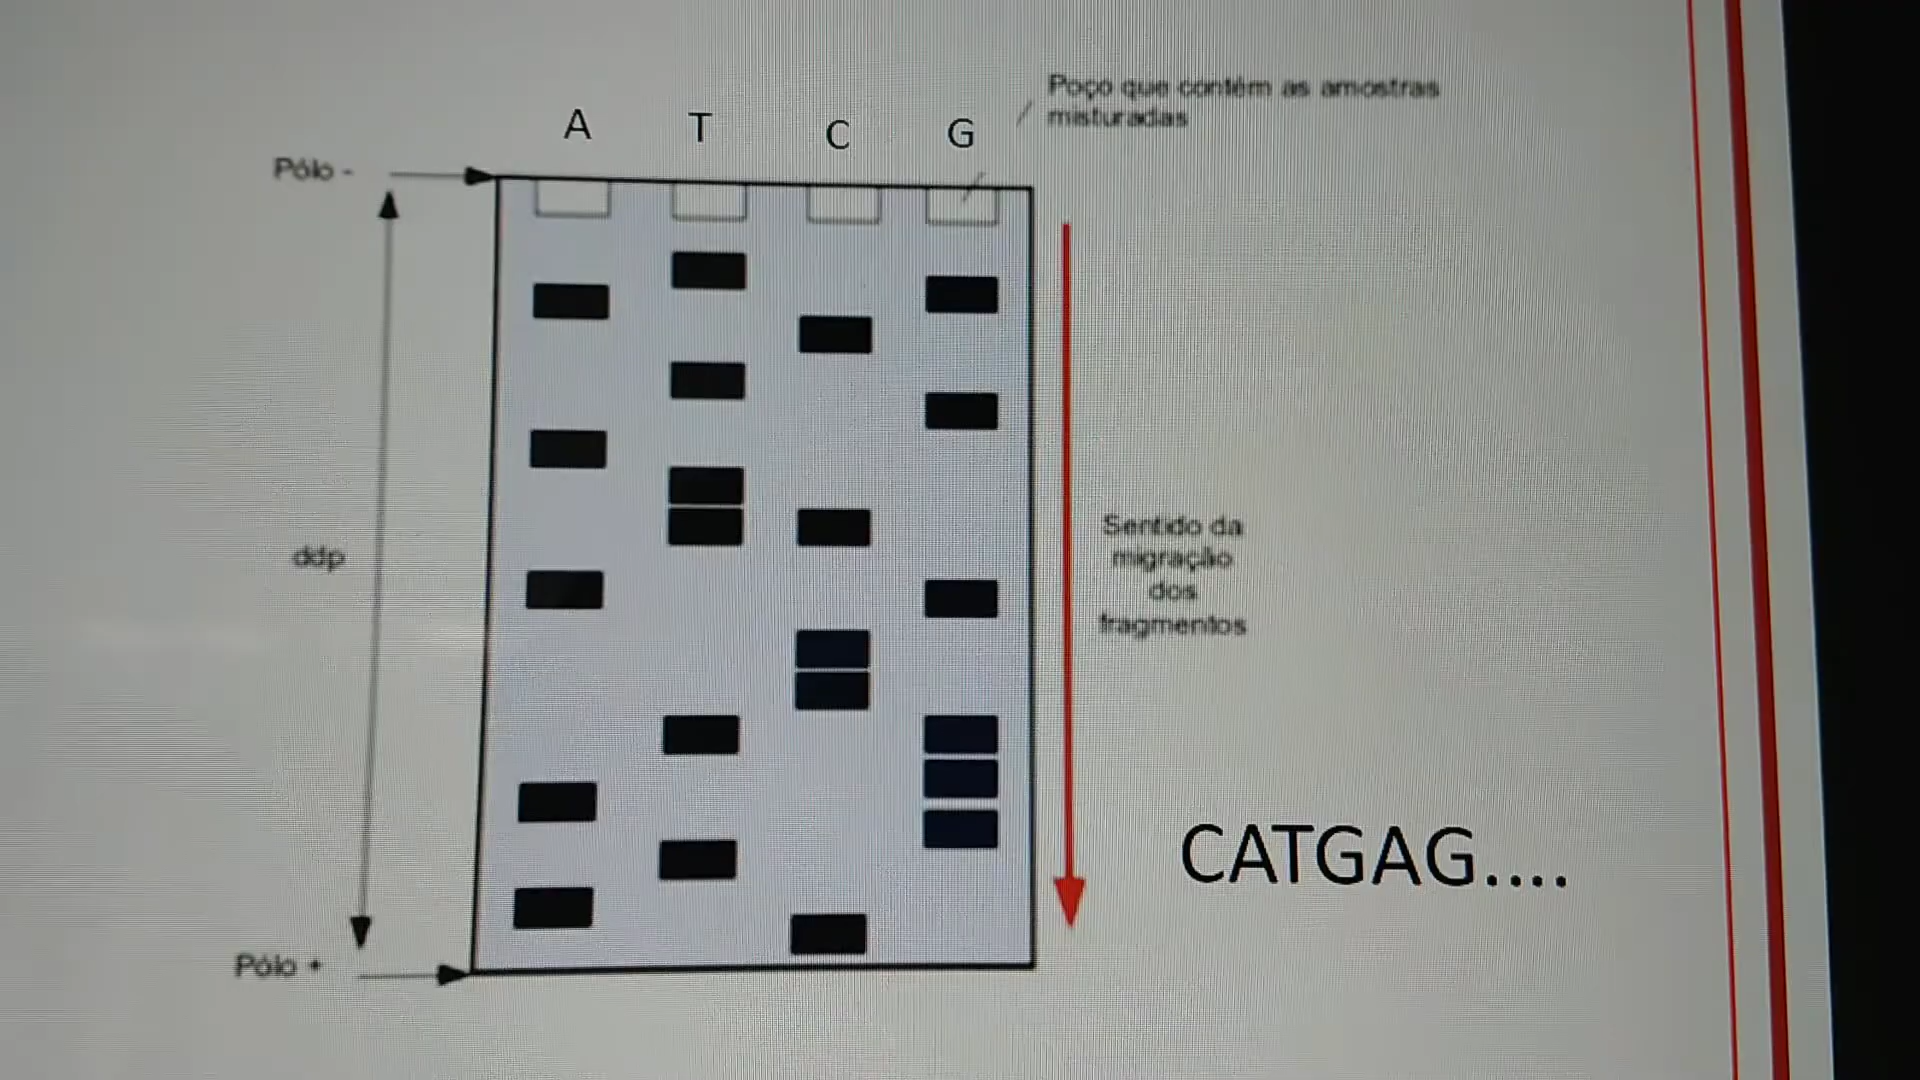 Poço que contém as amostras
misturadas
A T C G
Pólo -
ddp
Sentido da
migração
dos
fragmentos
CATGAG....
Pólo +